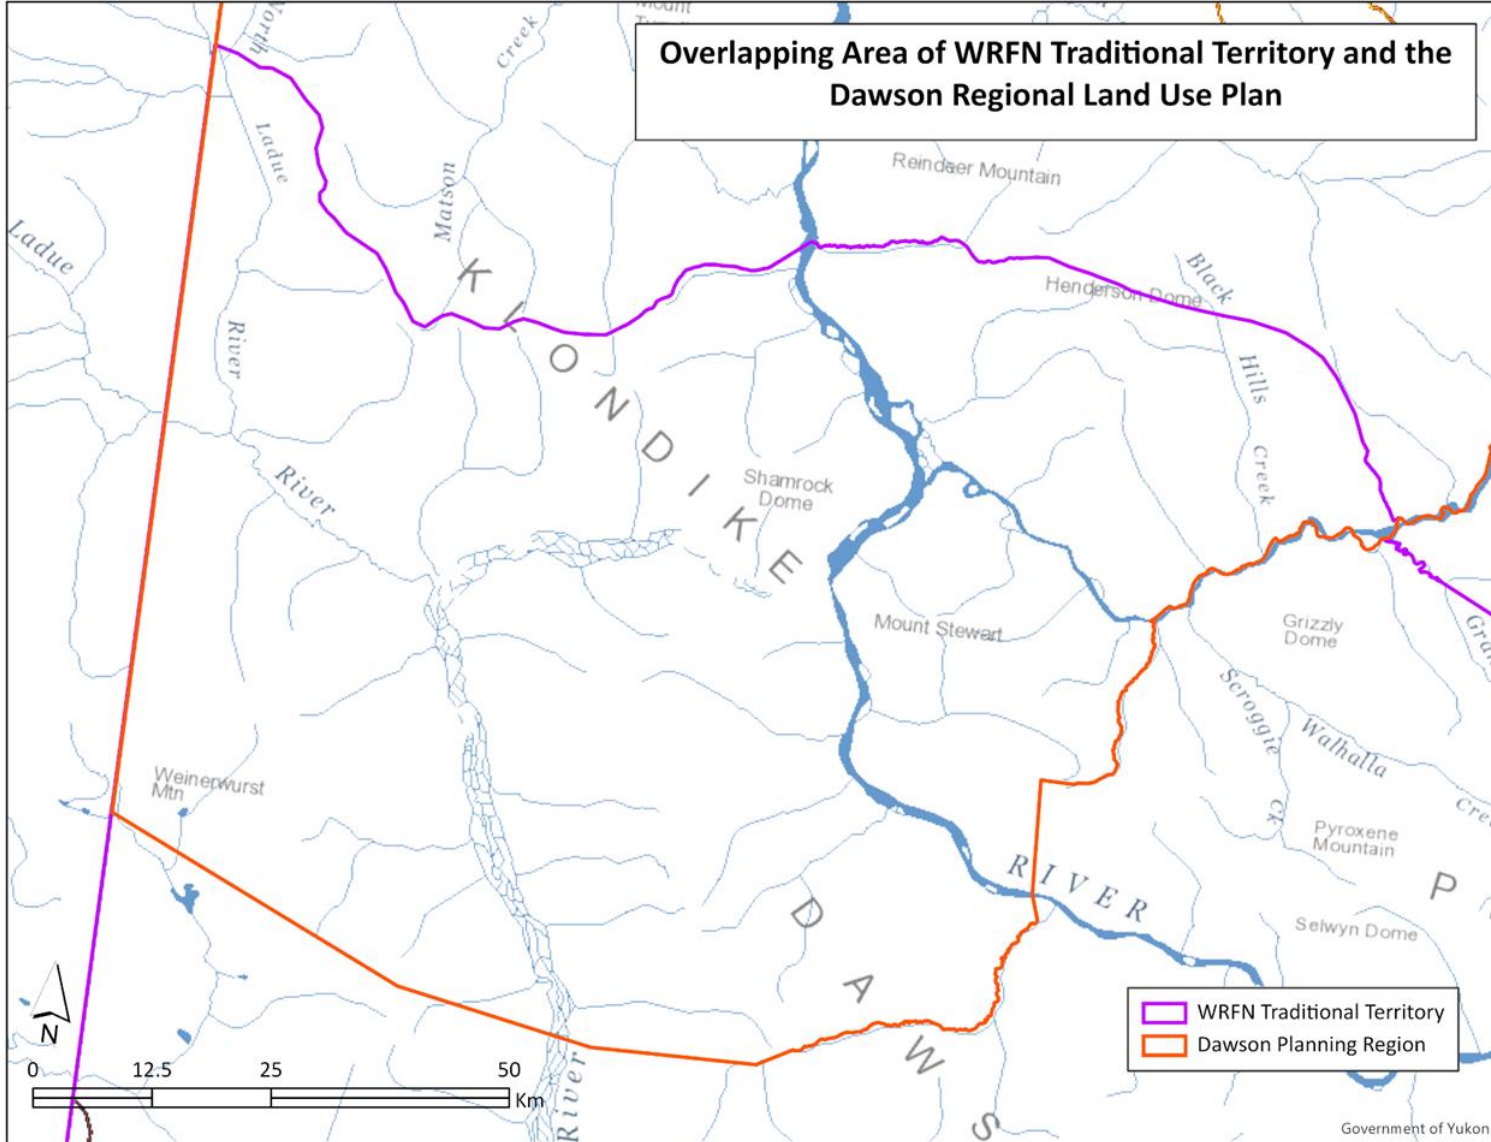 Overlapping Area of WRFN Traditional Territory and the
Dawson Regional Land Use Plan
North
Ladue
River
Creek
Matson
Mount
Reindeer Mountain
Ladue
River
Black
Hills
Creek
Henderson Dome
KLONDIKE
Shamrock
Dome
Mount Stewart
Grizzly
Dome
Scroggie
Ck
Walhalla
Weinerwurst
Mtn
Pyroxene
Mountain
RIVER
P
Selwyn Dome
DAWS
River
N
0 12.5 25 50
Km
WRFN Traditional Territory
Dawson Planning Region
Government of Yukon